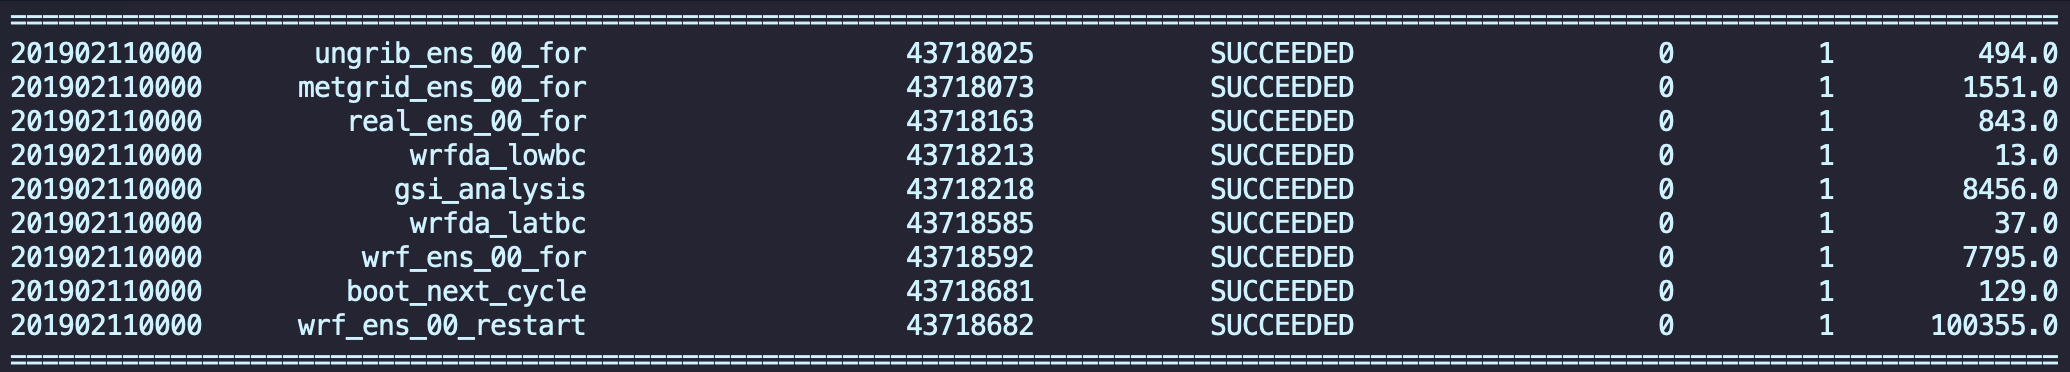 ================================================================================================================================
201902110000       ungrib_ens_00_for                    43718025           SUCCEEDED                   0         1         494.0
201902110000      metgrid_ens_00_for                    43718073           SUCCEEDED                   0         1        1551.0
201902110000         real_ens_00_for                    43718163           SUCCEEDED                   0         1         843.0
201902110000             wrfda_lowbc                    43718213           SUCCEEDED                   0         1          13.0
201902110000            gsi_analysis                    43718218           SUCCEEDED                   0         1        8456.0
201902110000             wrfda_latbc                    43718585           SUCCEEDED                   0         1          37.0
201902110000          wrf_ens_00_for                    43718592           SUCCEEDED                   0         1        7795.0
201902110000         boot_next_cycle                    43718681           SUCCEEDED                   0         1         129.0
201902110000      wrf_ens_00_restart                    43718682           SUCCEEDED                   0         1      100355.0
================================================================================================================================